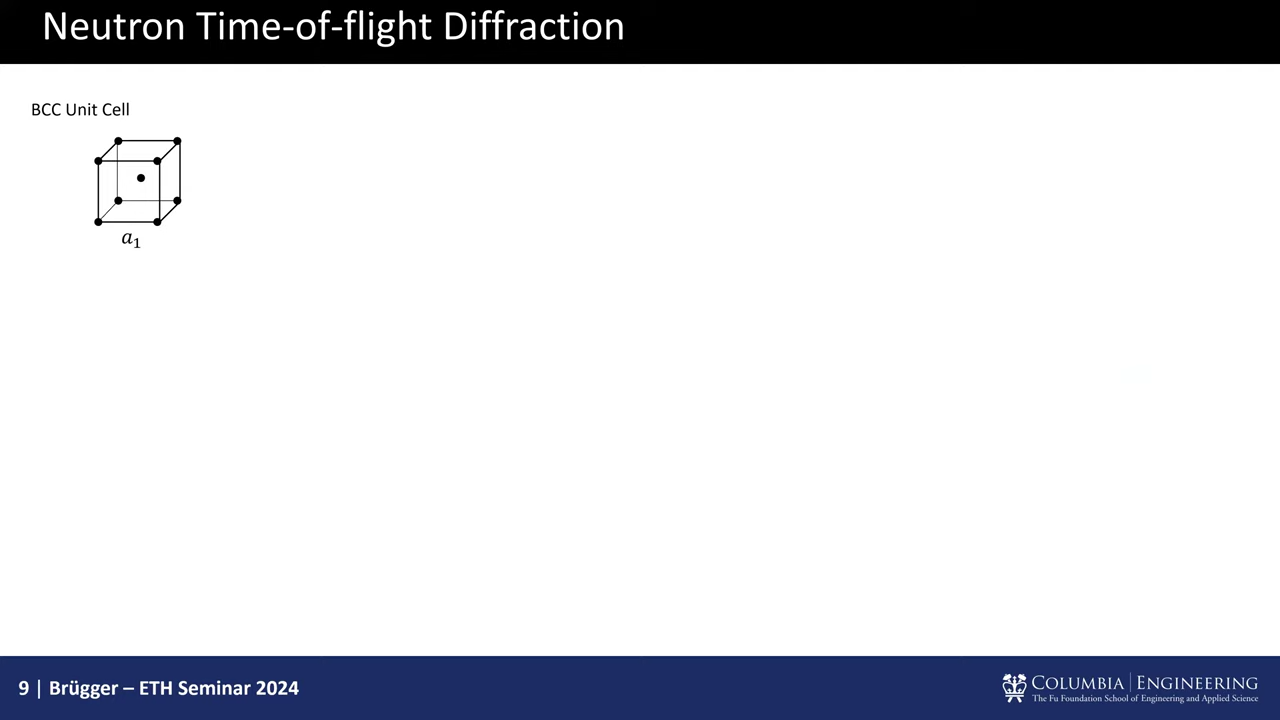 Neutron Time-of-flight Diffraction
BCC Unit Cell
a₁
9 | Brügger – ETH Seminar 2024
COLUMBIA | ENGINEERING
The Fu Foundation School of Engineering and Applied Science